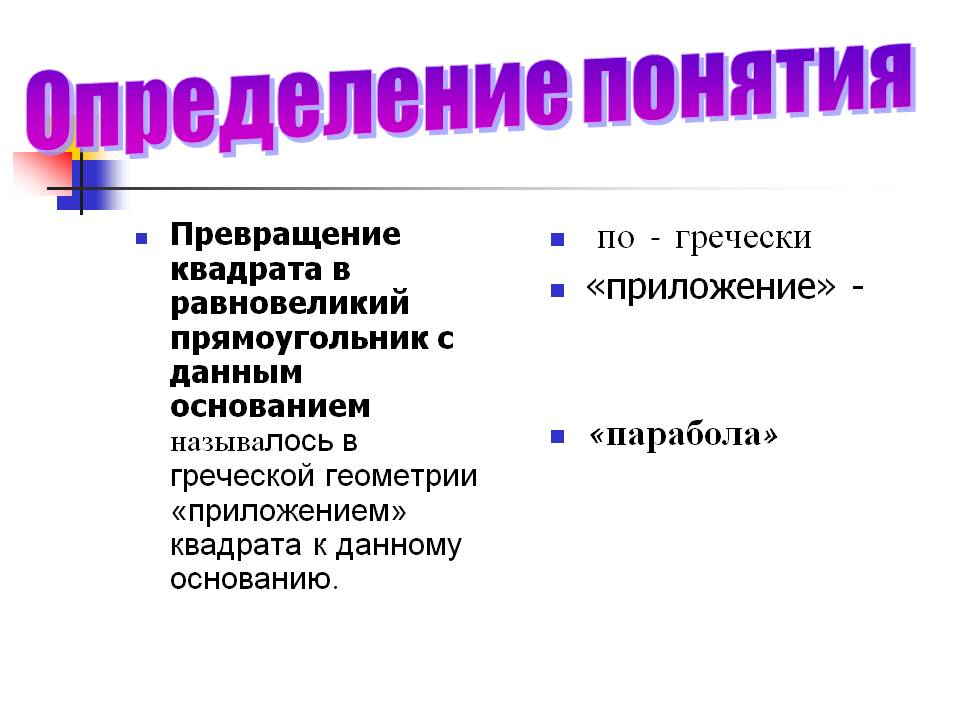 Определение понятия
Превращение
квадрата в
равновеликий
прямоугольник с
данным
основанием
называлось в
греческой геометрии
«приложением»
квадрата к данному
основанию.
по - гречески
«приложение» -
«парабола»